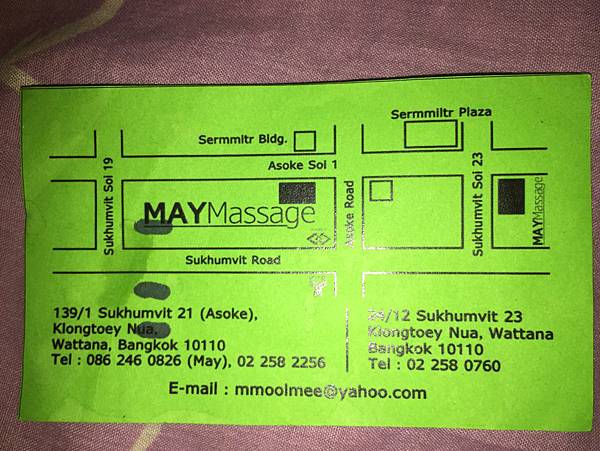 Sermmiltr Plaza
Sermmitr Bldg.
Asoke Soi 1
Sukhumvit Soi 19
MAYMassage
Asoke Road
Sukhumvit Soi 23
MAYMassage
Sukhumvit Road
139/1 Sukhumvit 21 (Asoke),
Klongtoey Nua,
Wattana, Bangkok 10110
Tel : 086 246 0826 (May), 02 258 2256
24/12 Sukhumvit 23
Klongtoey Nua, Wattana
Bangkok 10110
Tel : 02 258 0760
E-mail : mmoolmee@yahoo.com